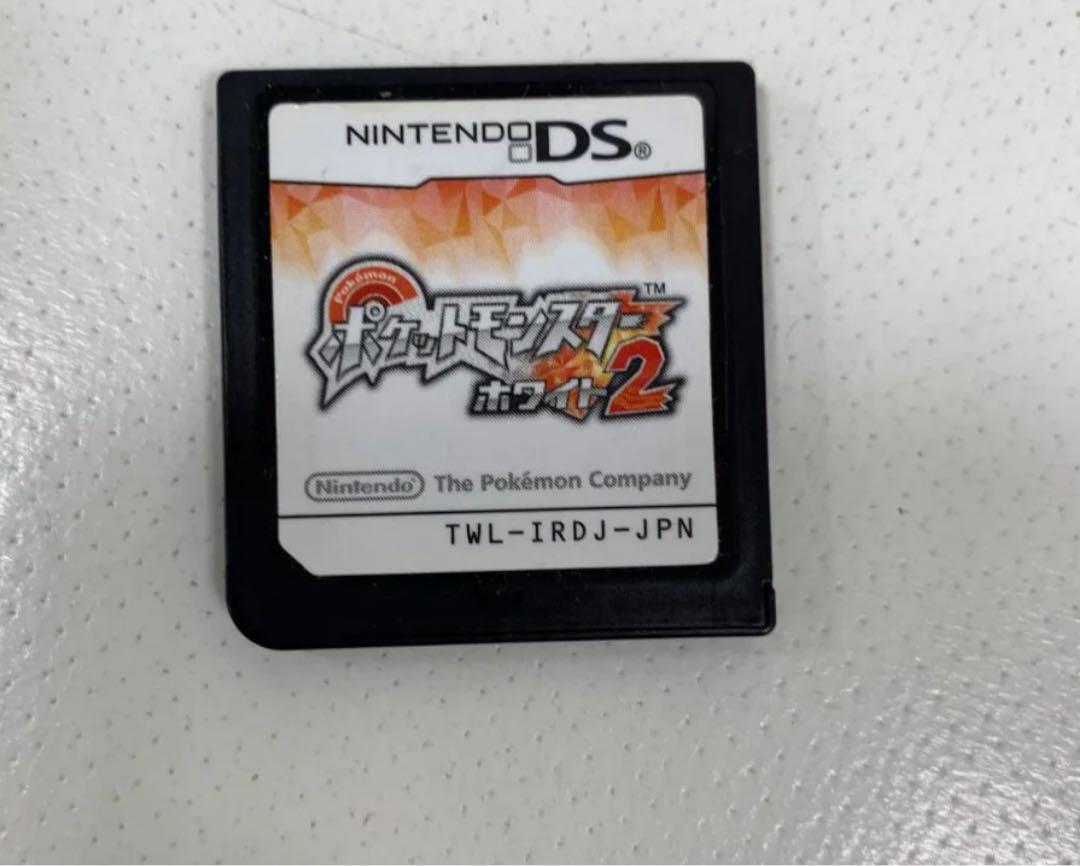 NINTENDO DS®
Pokémon
ポケットモンスター™
ホワイト2
Nintendo® The Pokémon Company
TWL-IRDJ-JPN